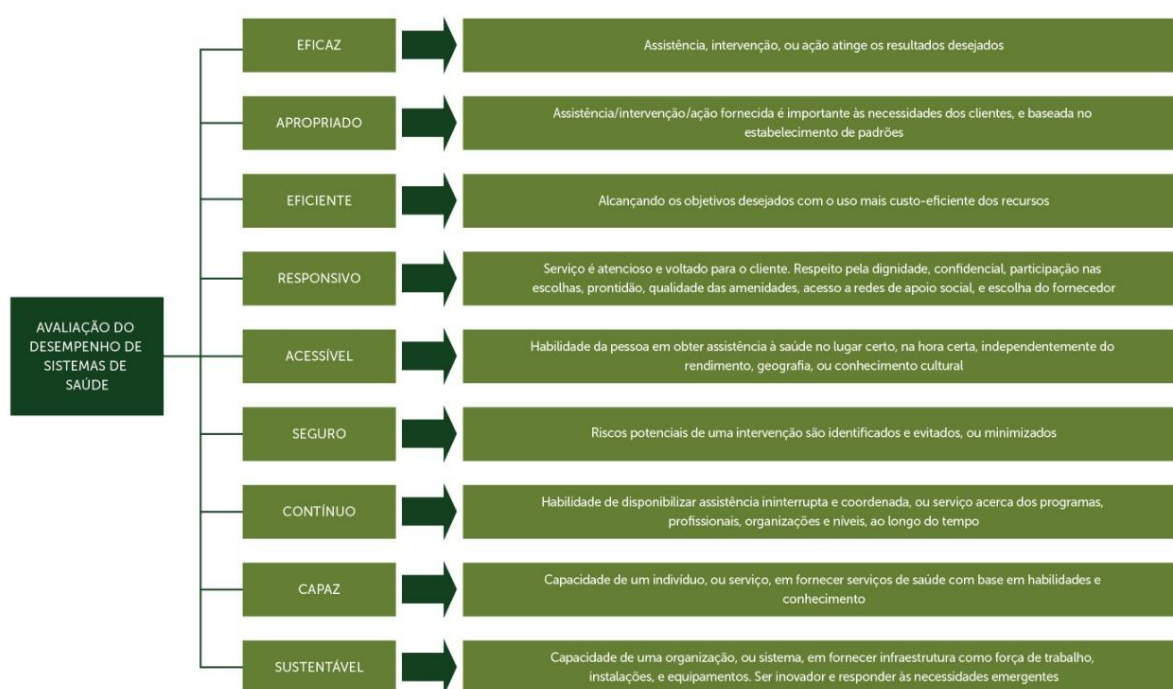 EFICAZ
Assistência, intervenção, ou ação atinge os resultados desejados
APROPRIADO
Assistência/intervenção/ação fornecida é importante às necessidades dos clientes, e baseada no
estabelecimento de padrões
EFICIENTE
Alcançando os objetivos desejados com o uso mais custo-eficiente dos recursos
RESPONSIVO
Serviço é atencioso e voltado para o cliente. Respeito pela dignidade, confidencial, participação nas
escolhas, prontidão, qualidade das amenidades, acesso a redes de apoio social, e escolha do fornecedor
AVALIAÇÃO DO
DESEMPENHO DE
SISTEMAS DE
SAÚDE
ACESSÍVEL
Habilidade da pessoa em obter assistência à saúde no lugar certo, na hora certa, independentemente do
rendimento, geografia, ou conhecimento cultural
SEGURO
Riscos potenciais de uma intervenção são identificados e evitados, ou minimizados
CONTÍNUO
Habilidade de disponibilizar assistência ininterrupta e coordenada, ou serviço acerca dos programas,
profissionais, organizações e níveis, ao longo do tempo
CAPAZ
Capacidade de um indivíduo, ou serviço, em fornecer serviços de saúde com base em habilidades e
conhecimento
SUSTENTÁVEL
Capacidade de uma organização, ou sistema, em fornecer infraestrutura como força de trabalho,
instalações, e equipamentos. Ser inovador e responder às necessidades emergentes